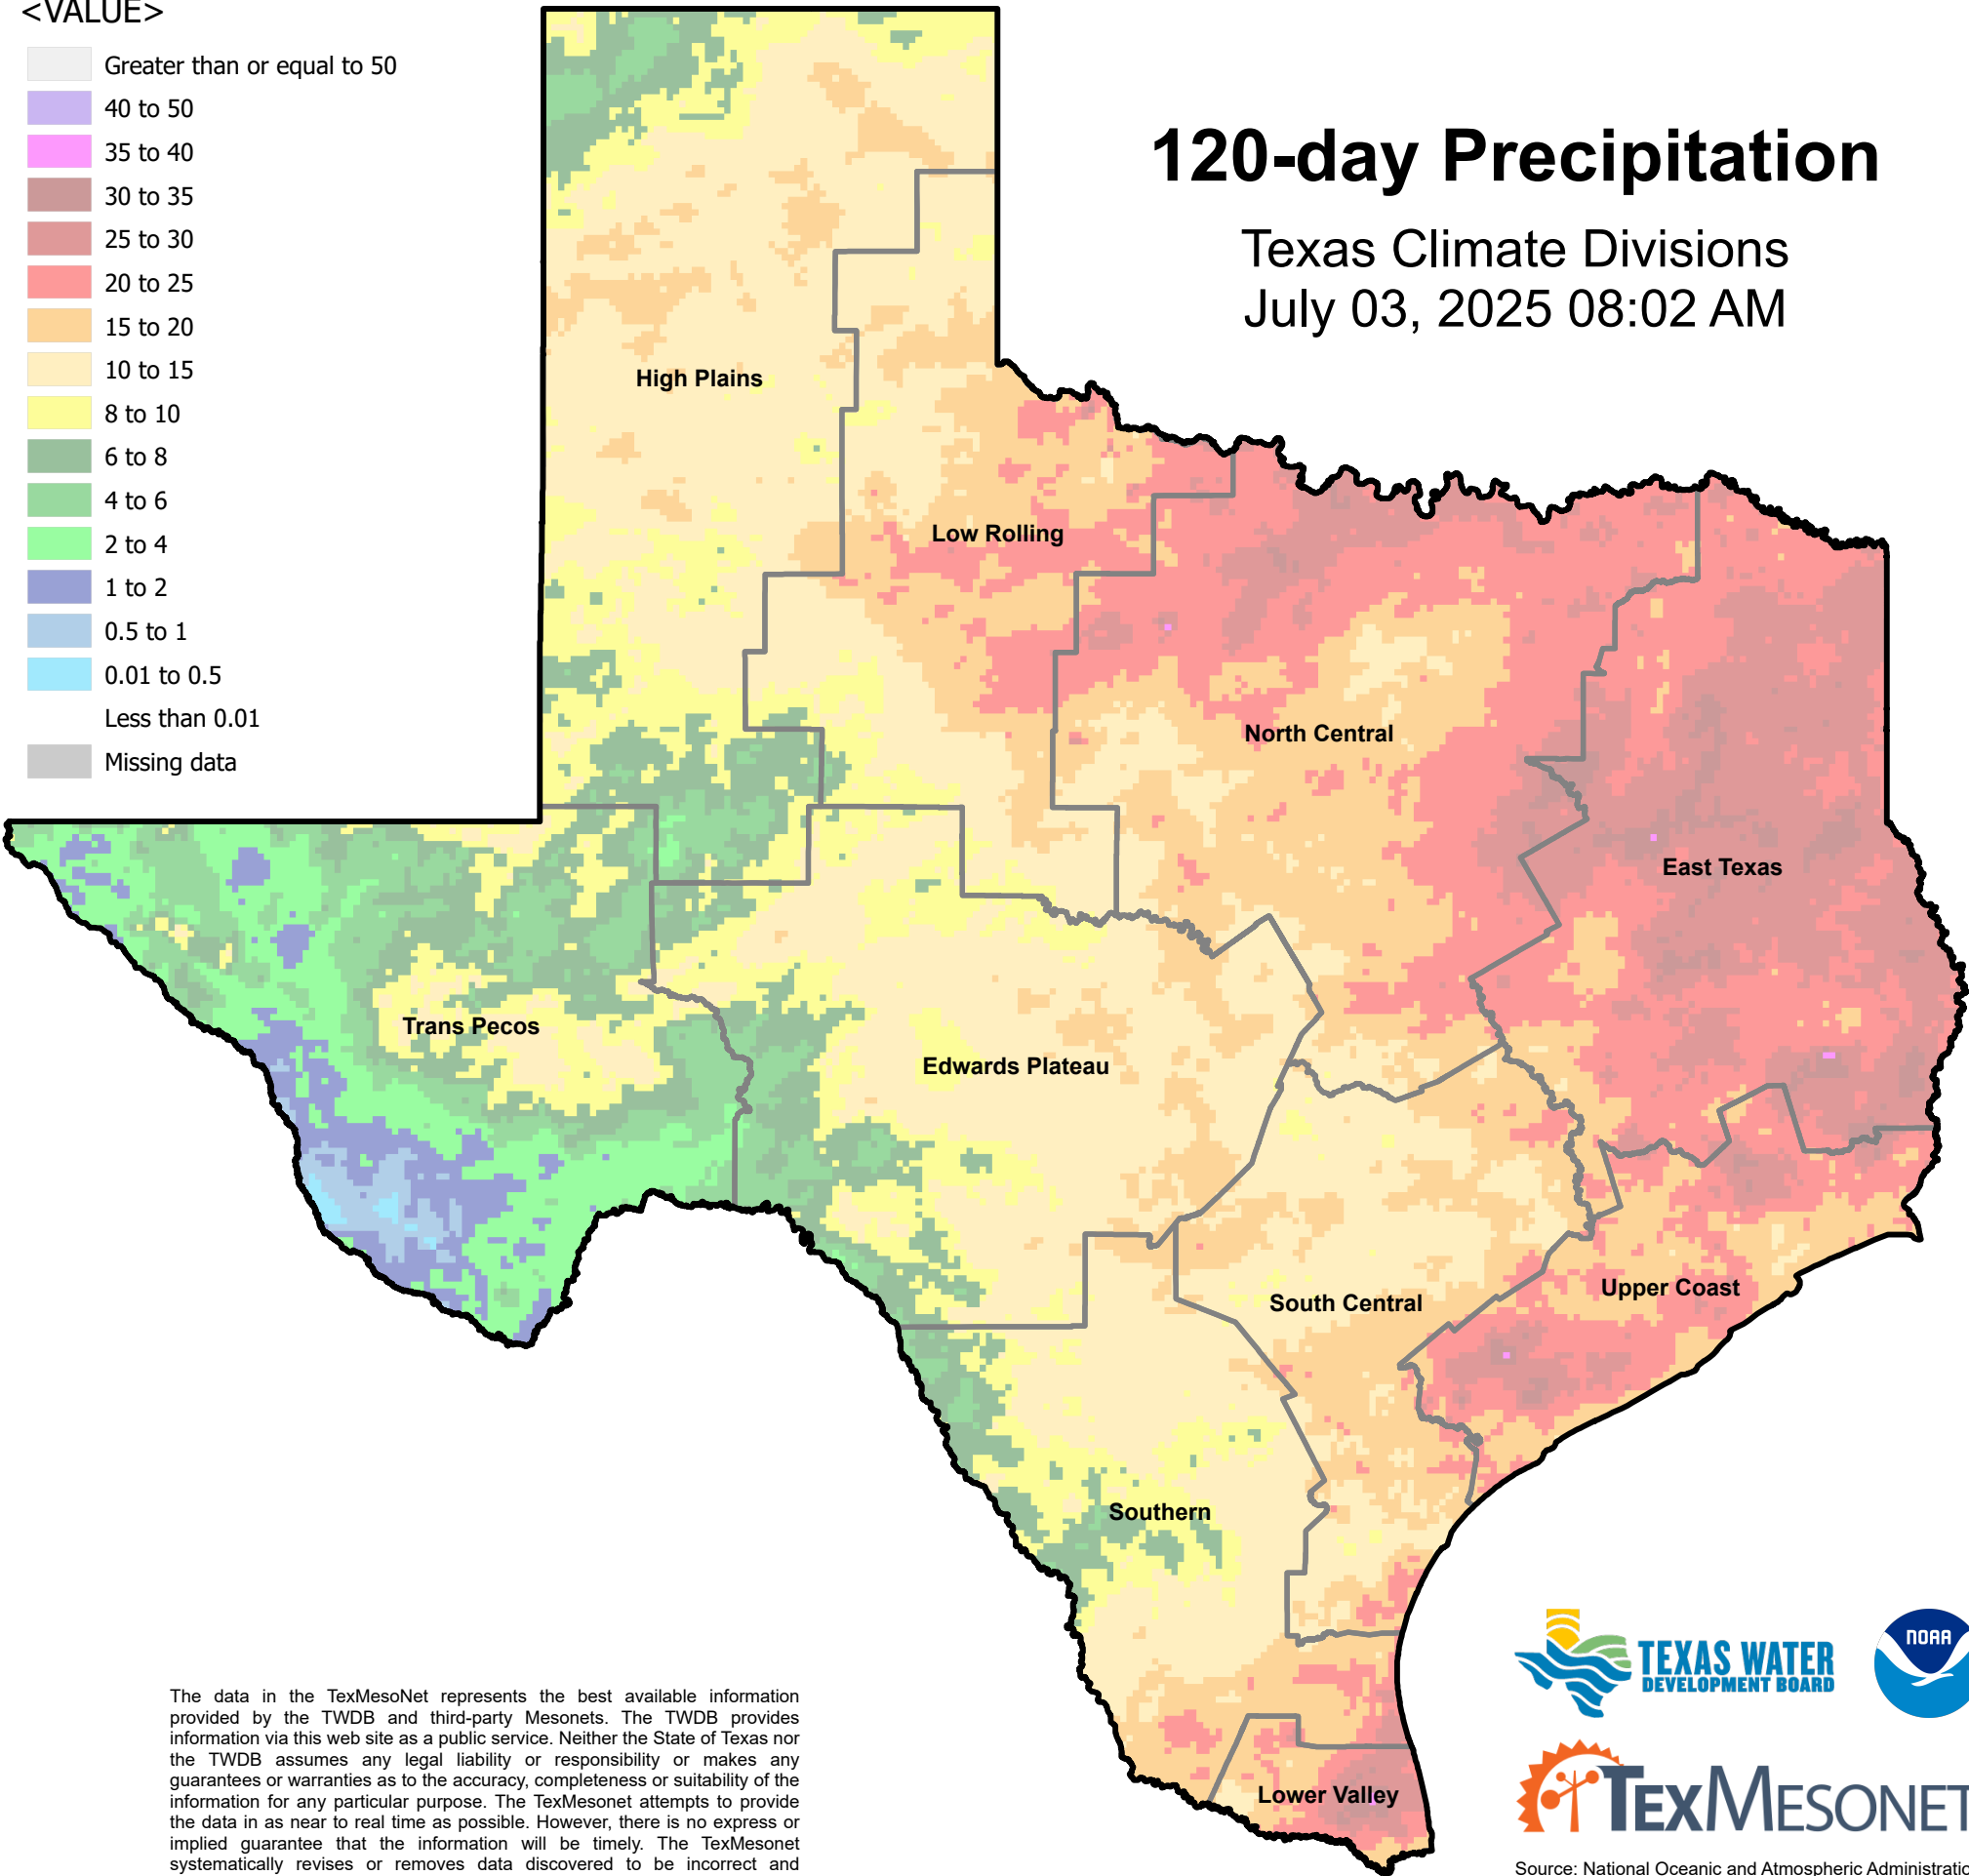 <VALUE>
Greater than or equal to 50
40 to 50
35 to 40
30 to 35
25 to 30
20 to 25
15 to 20
10 to 15
8 to 10
6 to 8
4 to 6
2 to 4
1 to 2
0.5 to 1
0.01 to 0.5
Less than 0.01
Missing data
120-day Precipitation
Texas Climate Divisions
July 03, 2025 08:02 AM
High Plains
Low Rolling
North Central
East Texas
Trans Pecos
Edwards Plateau
South Central
Upper Coast
Southern
Lower Valley
The data in the TexMesoNet represents the best available information
provided by the TWDB and third-party Mesonets. The TWDB provides
information via this web site as a public service. Neither the State of Texas nor
the TWDB assumes any legal liability or responsibility or makes any
guarantees or warranties as to the accuracy, completeness or suitability of the
information for any particular purpose. The TexMesonet attempts to provide
the data in as near to real time as possible. However, there is no express or
implied guarantee that the information will be timely. The TexMesonet
systematically revises or removes data discovered to be incorrect and
TEXAS WATER
DEVELOPMENT BOARD
NOAA
TEXMESONET
Source: National Oceanic and Atmospheric Administratio